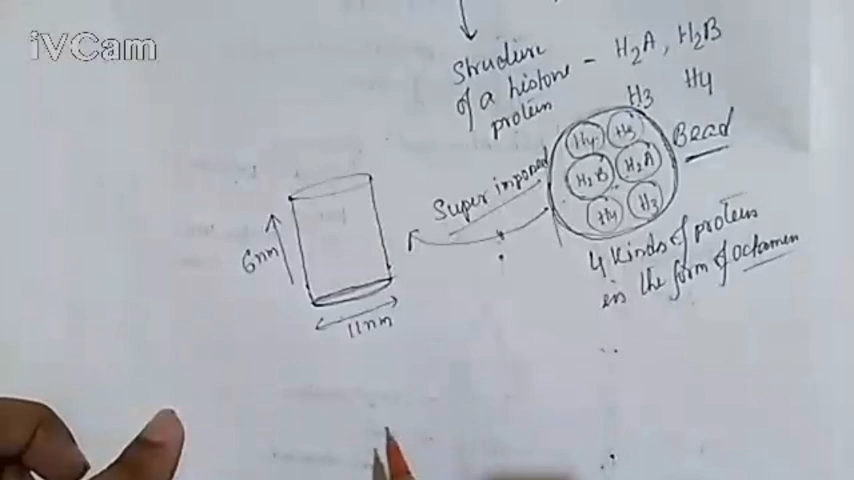 iVCam
Structure
of a histone - H2A, H2B
protein H3 H4
Bead
H4 H3
H2B H2A
H4 H3
Super imposed
6nm
11nm
4 Kinds of protein
in the form of octamer